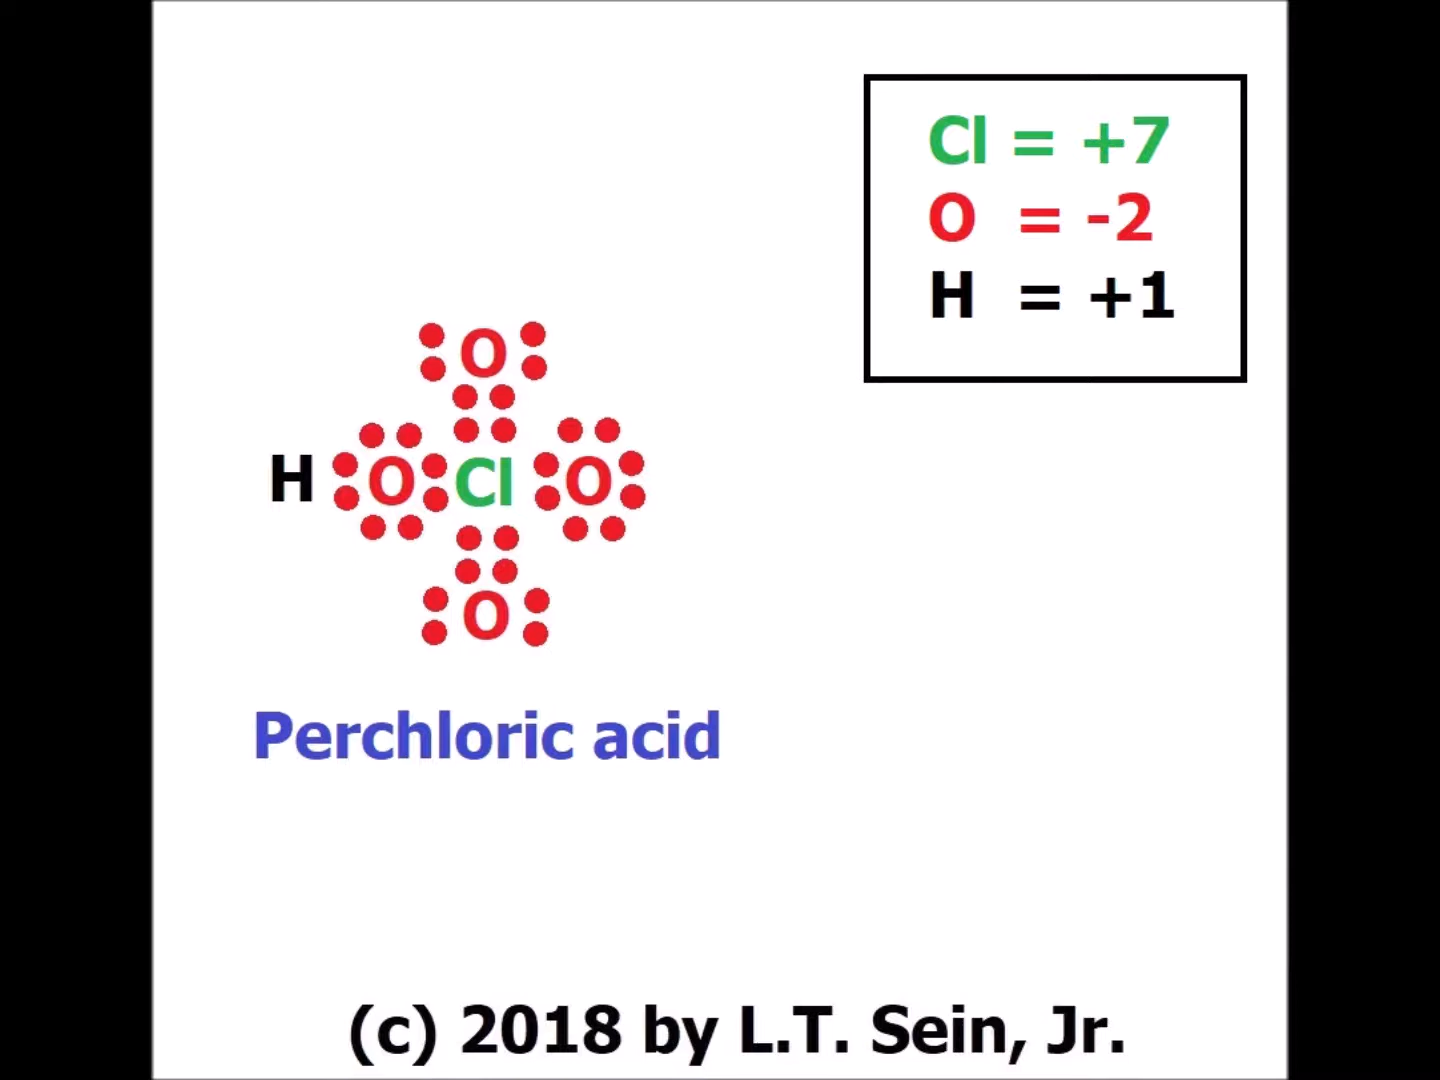 Cl = +7
O = -2
H = +1
O
H O Cl O
O
Perchloric acid
(c) 2018 by L.T. Sein, Jr.